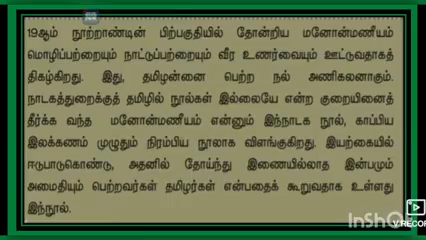 19ஆம் நூற்றாண்டின் பிற்பகுதியில் தோன்றிய மனோன்மணீயம்
மொழிப்பற்றையும் நாட்டுப்பற்றையும் வீர உணர்வையும் ஊட்டுவதாகத்
திகழ்கிறது. இது, தமிழன்னை பெற்ற நல் அணிகலனாகும்.
நாடகத்துறைக்குத் தமிழில் நூல்கள் இல்லையே என்ற குறையினைத்
தீர்க்க வந்த மனோன்மணீயம் என்னும் இந்நாடக நூல், காப்பிய
இலக்கணம் முழுதும் நிரம்பிய நூலாக விளங்குகிறது. இயற்கையில்
ஈடுபாடுகொண்டு, அதனில் தோய்ந்து இணையில்லாத இன்பமும்
அமைதியும் பெற்றவர்கள் தமிழர்கள் என்பதைக் கூறுவதாக உள்ளது
இந்நூல்.
InShO
V RECOR